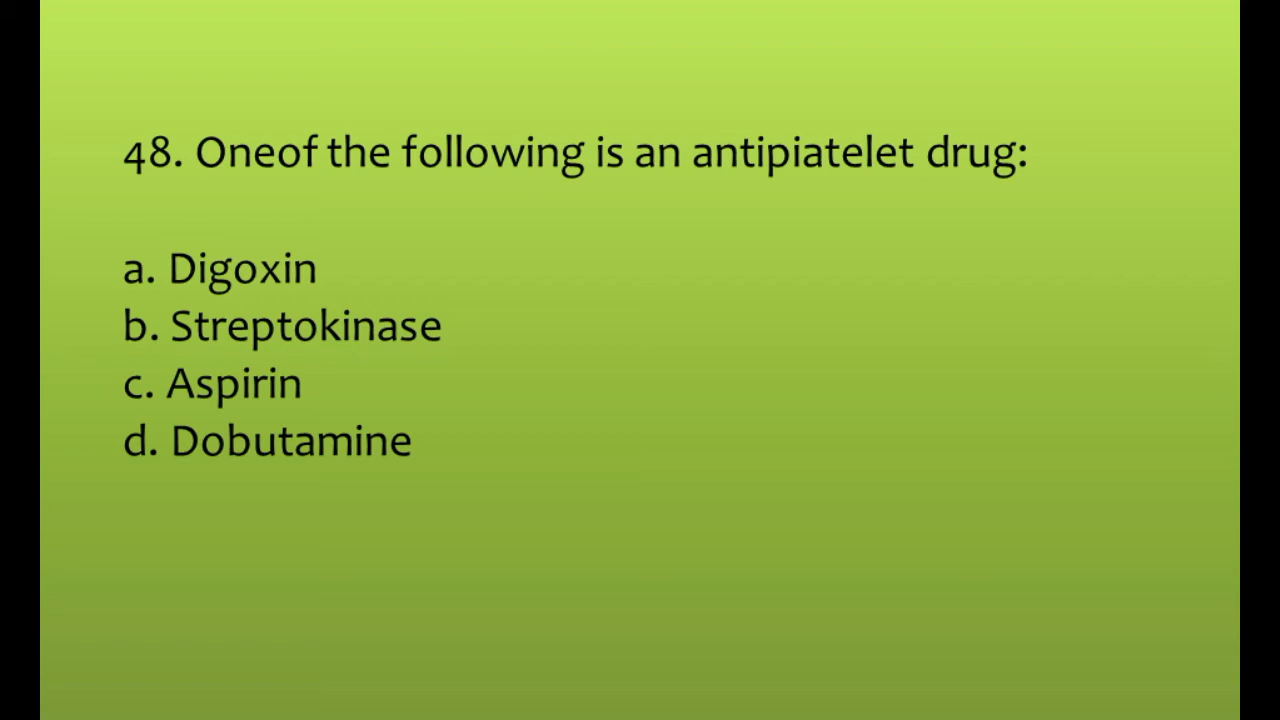 48. Oneof the following is an antipiatelet drug:
a. Digoxin
b. Streptokinase
c. Aspirin
d. Dobutamine